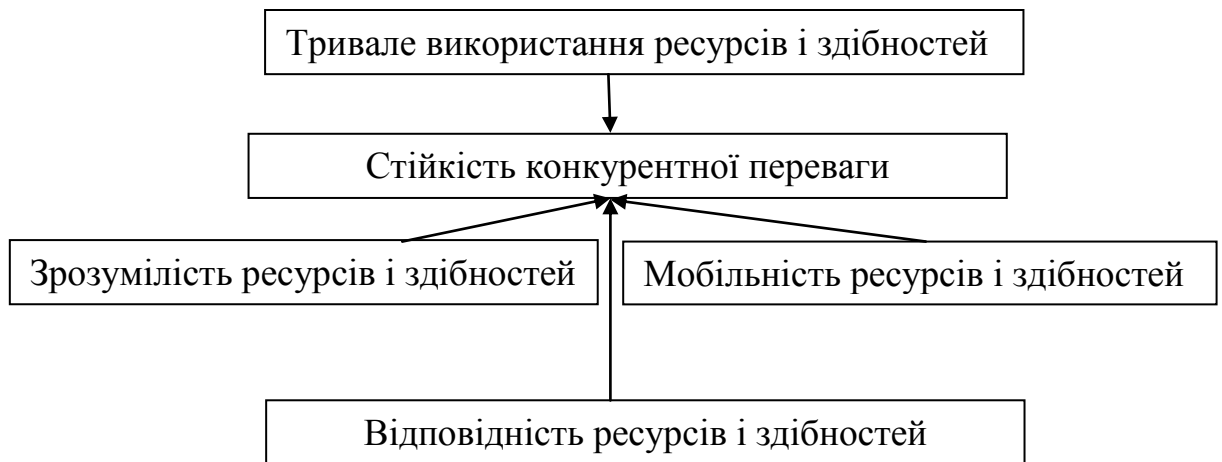 Тривале використання ресурсів і здібностей
Стійкість конкурентної переваги
Зрозумілість ресурсів і здібностей
Мобільність ресурсів і здібностей
Відповідність ресурсів і здібностей